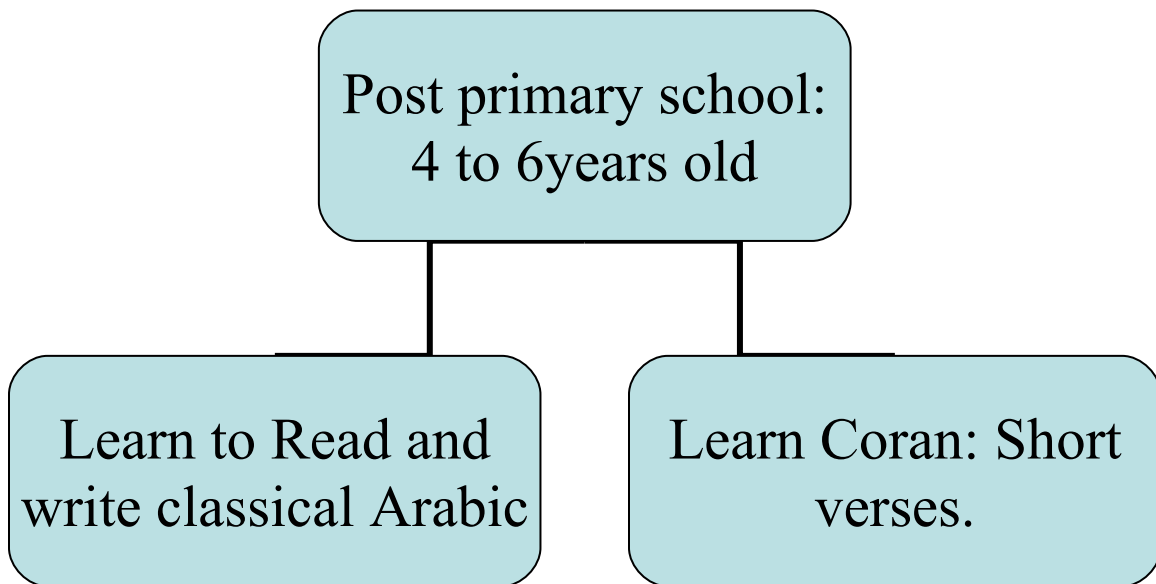 Post primary school:
4 to 6years old
Learn to Read and
write classical Arabic
Learn Coran: Short
verses.